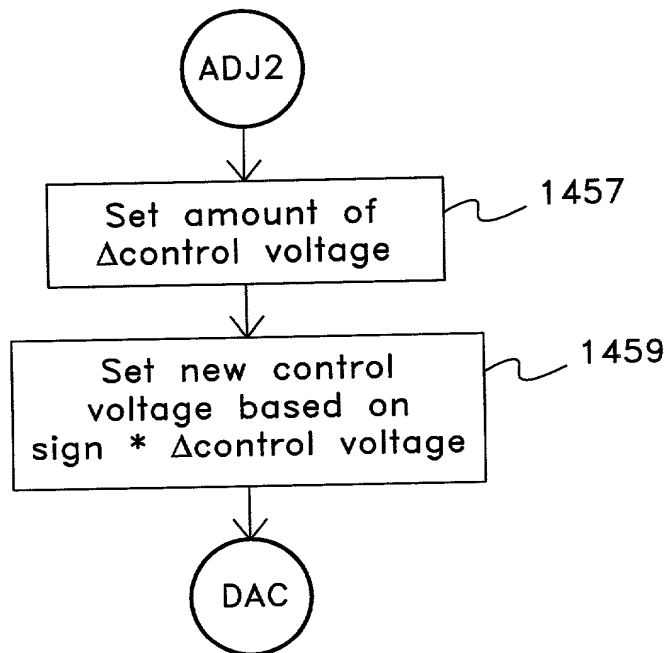 ADJ2
Set amount of
Δcontrol voltage
1457
Set new control
voltage based on
sign * Δcontrol voltage
1459
DAC